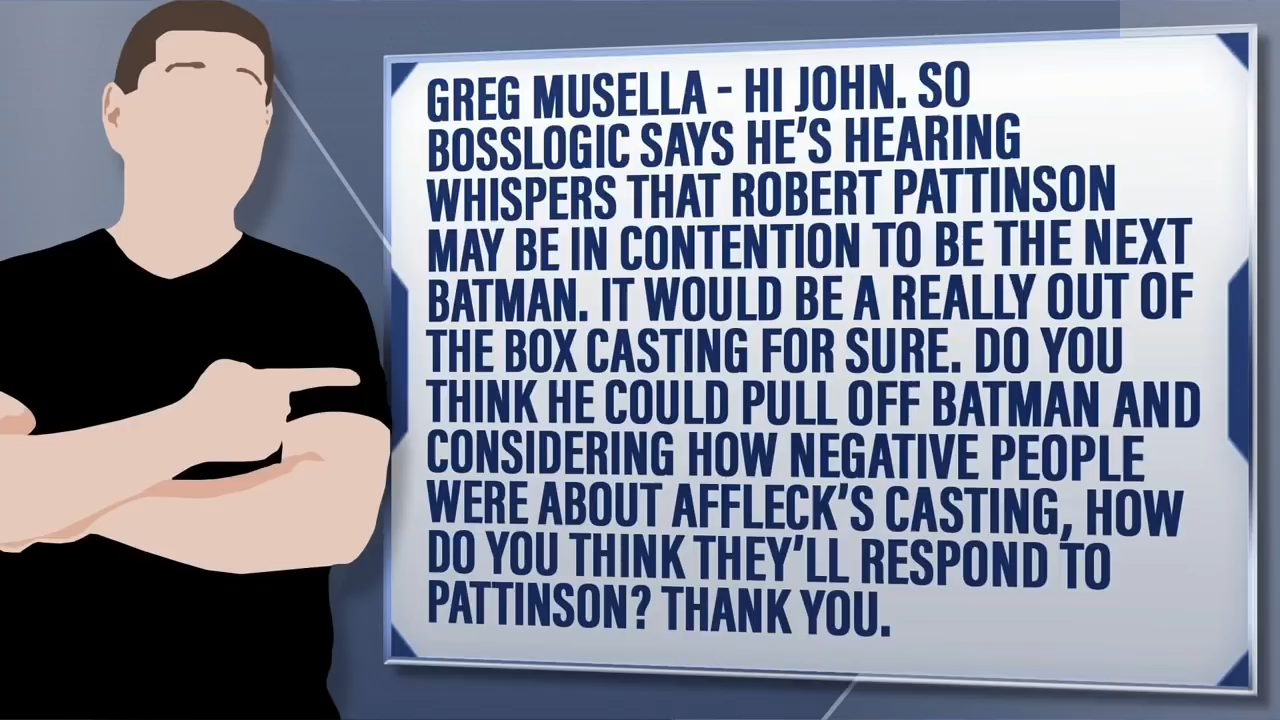 GREG MUSELLA - HI JOHN. SO
BOSSLOGIC SAYS HE'S HEARING
WHISPERS THAT ROBERT PATTINSON
MAY BE IN CONTENTION TO BE THE NEXT
BATMAN. IT WOULD BE A REALLY OUT OF
THE BOX CASTING FOR SURE. DO YOU
THINK HE COULD PULL OFF BATMAN AND
CONSIDERING HOW NEGATIVE PEOPLE
WERE ABOUT AFFLECK'S CASTING, HOW
DO YOU THINK THEY'LL RESPOND TO
PATTINSON? THANK YOU.